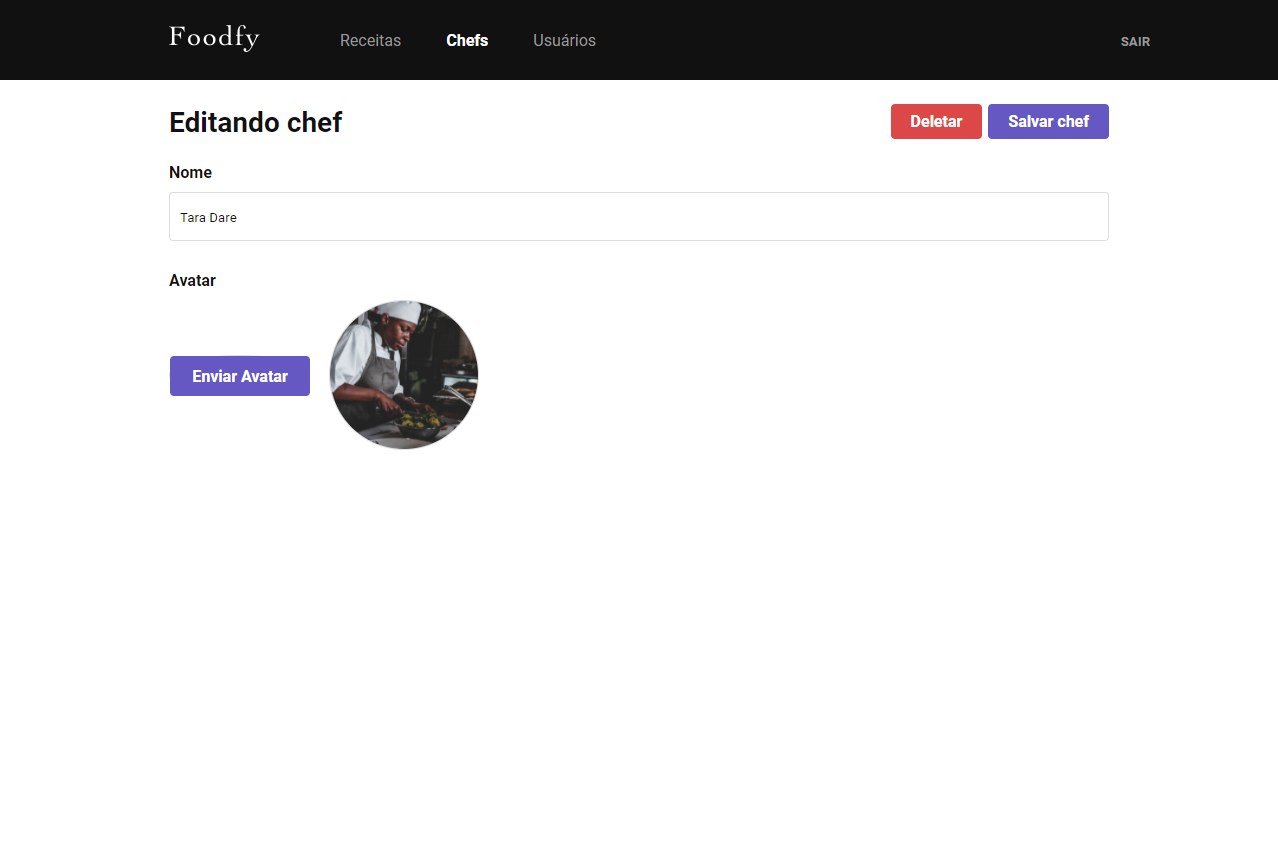 Foodfy Receitas Chefs Usuários SAIR
Editando chef Deletar Salvar chef
Nome
Tara Dare
Avatar
Enviar Avatar